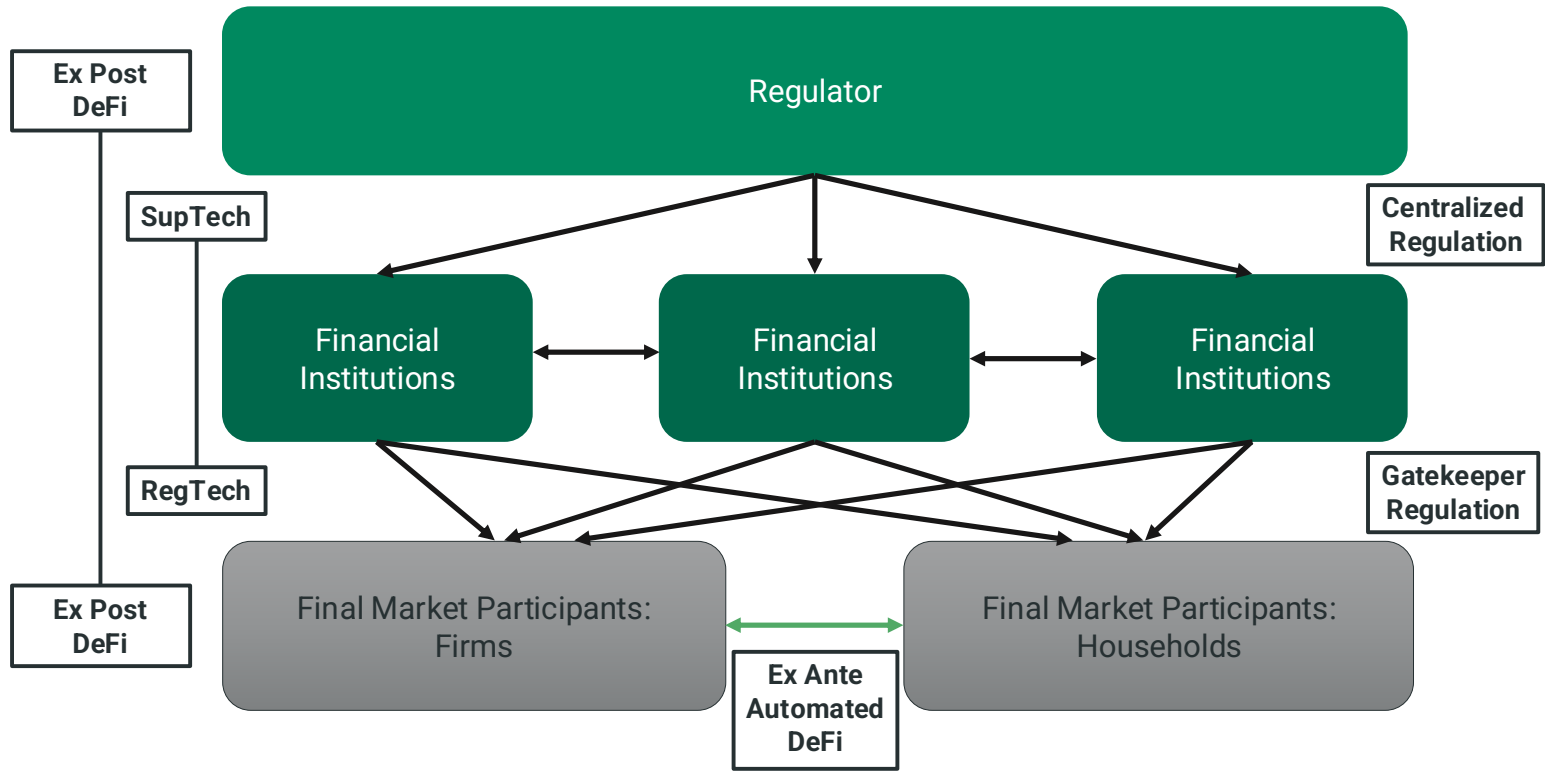 Regulator
Ex Post
DeFi
SupTech
Centralized
Regulation
Financial
Institutions
Financial
Institutions
Financial
Institutions
RegTech
Gatekeeper
Regulation
Ex Post
DeFi
Final Market Participants:
Firms
Final Market Participants:
Households
Ex Ante
Automated
DeFi